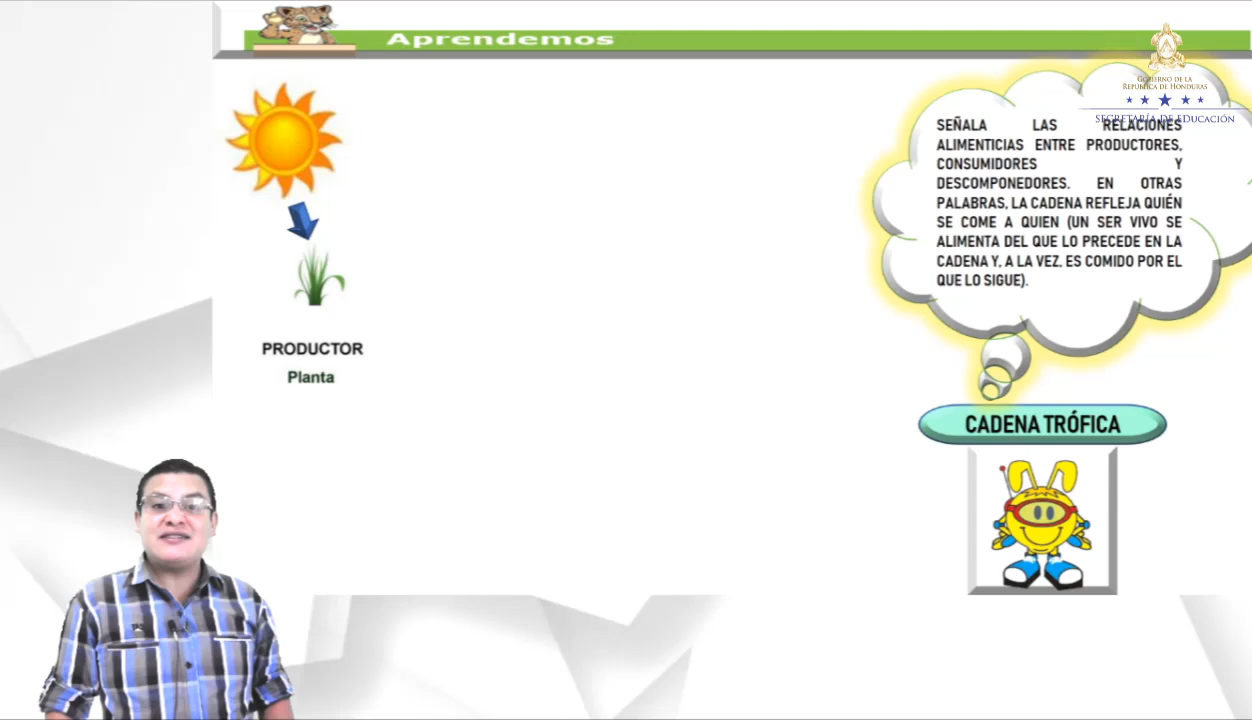 Aprendemos
GOBIERNO DE LA
REPÚBLICA DE HONDURAS
SECRETARÍA DE EDUCACIÓN
SEÑALA LAS RELACIONES
ALIMENTICIAS ENTRE PRODUCTORES,
CONSUMIDORES Y
DESCOMPONEDORES. EN OTRAS
PALABRAS, LA CADENA REFLEJA QUIÉN
SE COME A QUIEN (UN SER VIVO SE
ALIMENTA DEL QUE LO PRECEDE EN LA
CADENA Y, A LA VEZ, ES COMIDO POR EL
QUE LO SIGUE).
PRODUCTOR
Planta
CADENA TRÓFICA